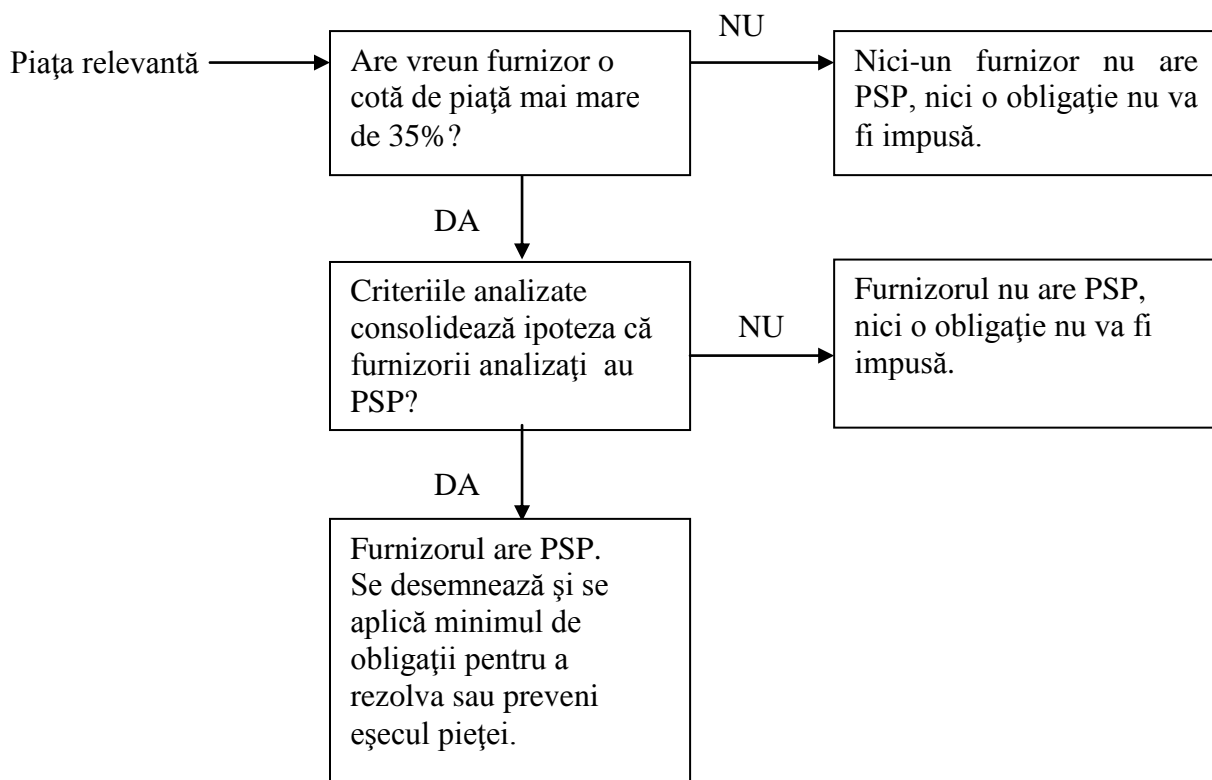 Piaţa relevantă
Are vreun furnizor o
cotă de piaţă mai mare
de 35%?
NU
Nici-un furnizor nu are
PSP, nici o obligaţie nu va
fi impusă.
DA
Criteriile analizate
consolidează ipoteza că
furnizorii analizaţi au
PSP?
NU
Furnizorul nu are PSP,
nici o obligaţie nu va fi
impusă.
DA
Furnizorul are PSP.
Se desemnează şi se
aplică minimul de
obligaţii pentru a
rezolva sau preveni
eşecul pieţei.